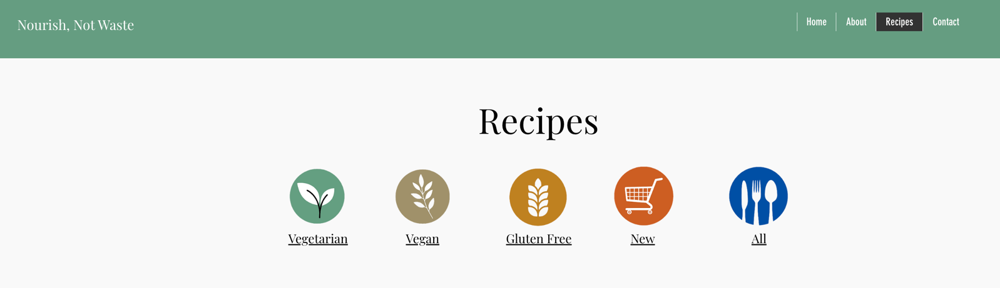 Nourish, Not Waste
Home
About
Recipes
Contact
Recipes
Vegetarian
Vegan
Gluten Free
New
All